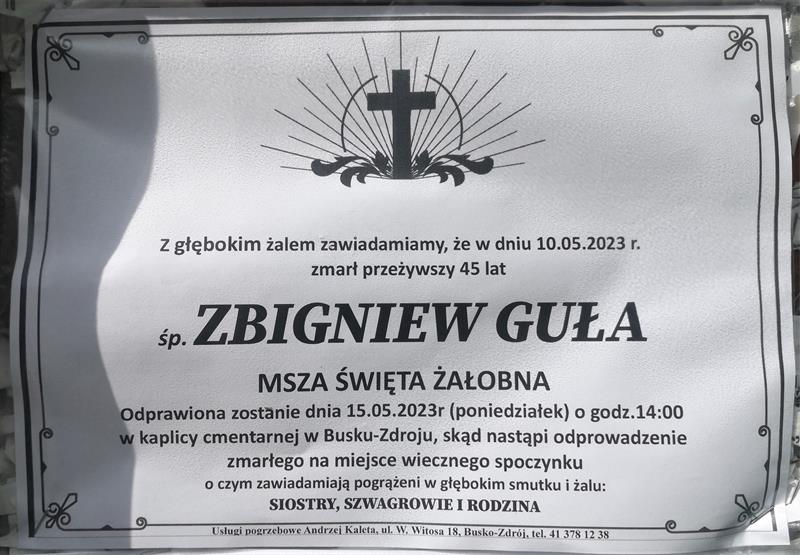 Z głębokim żalem zawiadamiamy, że w dniu 10.05.2023 r.
zmarł przeżywszy 45 lat
śp. ZBIGNIEW GUŁA
MSZA ŚWIĘTA ŻAŁOBNA
Odprawiona zostanie dnia 15.05.2023r (poniedziałek) o godz.14:00
w kaplicy cmentarnej w Busku-Zdroju, skąd nastąpi odprowadzenie
zmarłego na miejsce wiecznego spoczynku
o czym zawiadamiają pogrążeni w głębokim smutku i żalu:
SIOSTRY, SZWAGROWIE I RODZINA
Usługi pogrzebowe Andrzej Kaleta, ul. W. Witosa 18, Busko-Zdrój, tel. 41 378 12 38